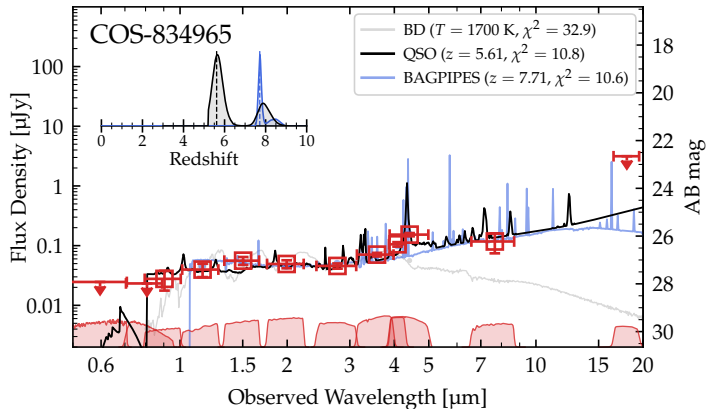 COS-834965
BD (T = 1700 K, χ² = 32.9)
QSO (z = 5.61, χ² = 10.8)
BAGPIPES (z = 7.71, χ² = 10.6)
100
10
1
0.1
0.01
Flux Density [μJy]
0 2 4 6 8 10
Redshift
18
20
22
24
26
28
30
AB mag
0.6 1 1.5 2 3 4 5 7 10 15 20
Observed Wavelength [μm]